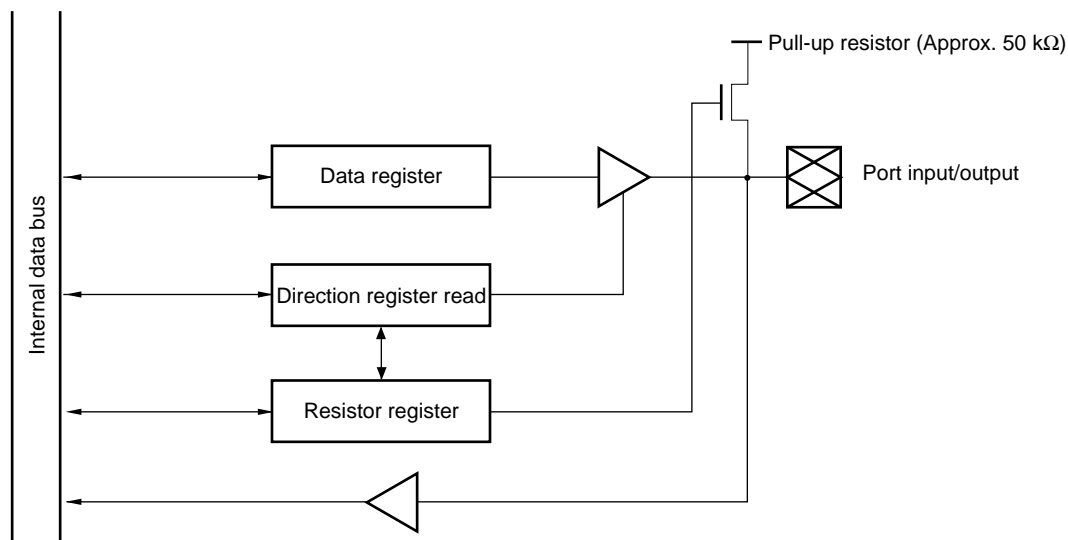 Pull-up resistor (Approx. 50 kΩ)
Data register
Port input/output
Internal data bus
Direction register read
Resistor register